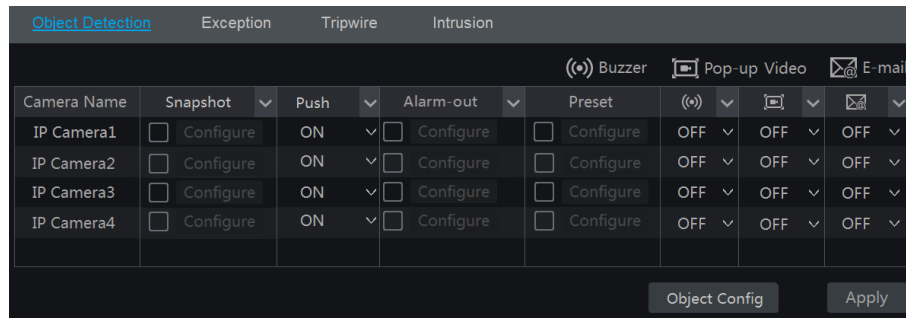 Object Detection Exception Tripwire Intrusion
Buzzer Pop-up Video E-mail
Camera Name Snapshot Push Alarm-out Preset
IP Camera1 Configure ON Configure Configure OFF OFF OFF
IP Camera2 Configure ON Configure Configure OFF OFF OFF
IP Camera3 Configure ON Configure Configure OFF OFF OFF
IP Camera4 Configure ON Configure Configure OFF OFF OFF
Object Config Apply